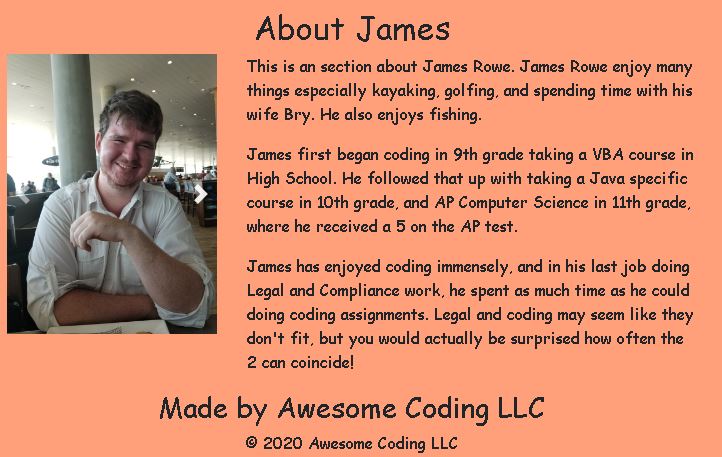 About James
This is an section about James Rowe. James Rowe enjoy many
things especially kayaking, golfing, and spending time with his
wife Bry. He also enjoys fishing.
James first began coding in 9th grade taking a VBA course in
High School. He followed that up with taking a Java specific
course in 10th grade, and AP Computer Science in 11th grade,
where he received a 5 on the AP test.
James has enjoyed coding immensely, and in his last job doing
Legal and Compliance work, he spent as much time as he could
doing coding assignments. Legal and coding may seem like they
don't fit, but you would actually be surprised how often the
2 can coincide!
Made by Awesome Coding LLC
© 2020 Awesome Coding LLC